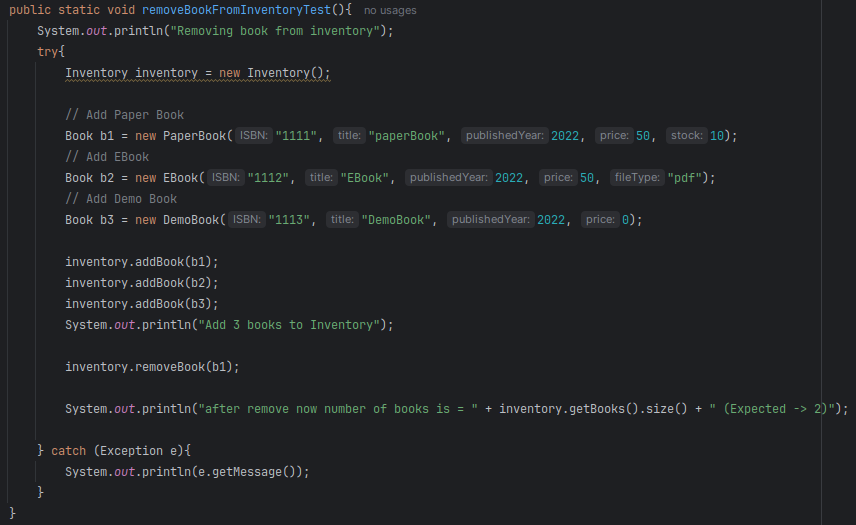 public static void removeBookFromInventoryTest(){ no usages
System.out.println("Removing book from inventory");
try{
Inventory inventory = new Inventory();
// Add Paper Book
Book b1 = new PaperBook( ISBN: "1111", title: "paperBook", publishedYear: 2022, price: 50, stock: 10);
// Add EBook
Book b2 = new EBook( ISBN: "1112", title: "EBook", publishedYear: 2022, price: 50, fileType: "pdf");
// Add Demo Book
Book b3 = new DemoBook( ISBN: "1113", title: "DemoBook", publishedYear: 2022, price: 0);
inventory.addBook(b1);
inventory.addBook(b2);
inventory.addBook(b3);
System.out.println("Add 3 books to Inventory");
inventory.removeBook(b1);
System.out.println("after remove now number of books is = " + inventory.getBooks().size() + " (Expected -> 2)");
} catch (Exception e){
System.out.println(e.getMessage());
}
}